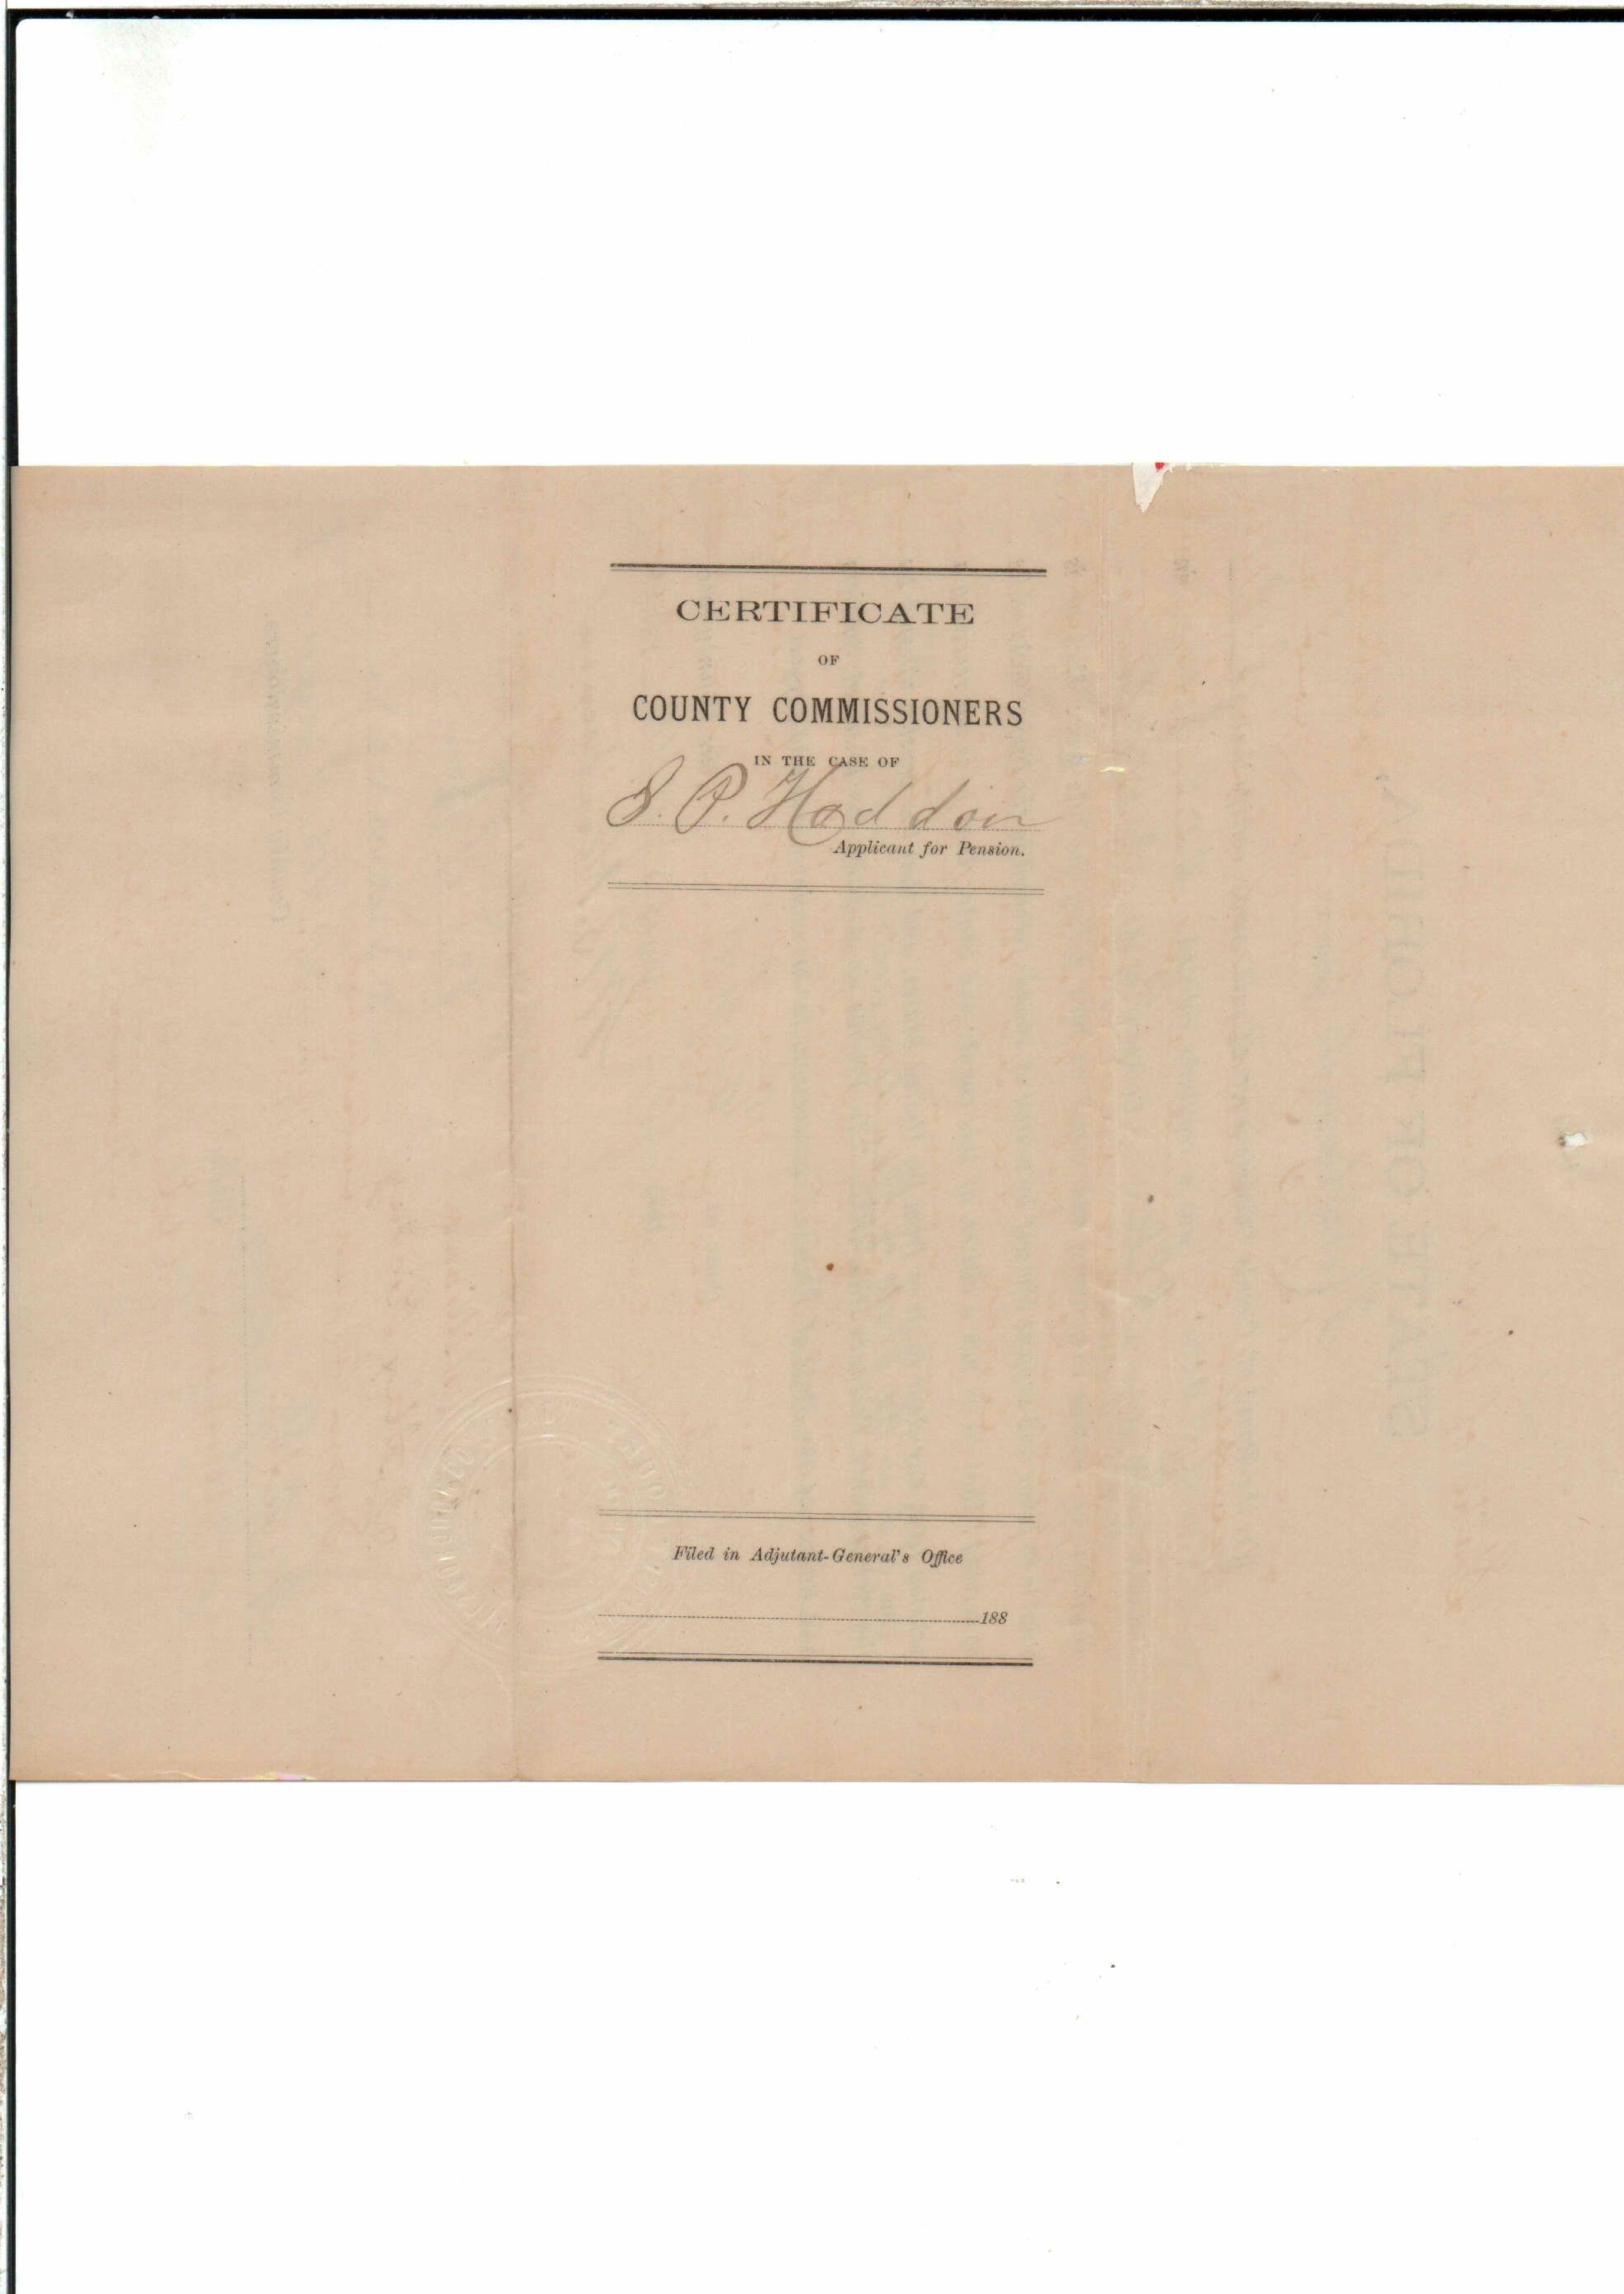 CERTIFICATE
OF
COUNTY COMMISSIONERS
IN THE CASE OF
S. P. Haddon
Applicant for Pension.
Filed in Adjutant-General's Office
188